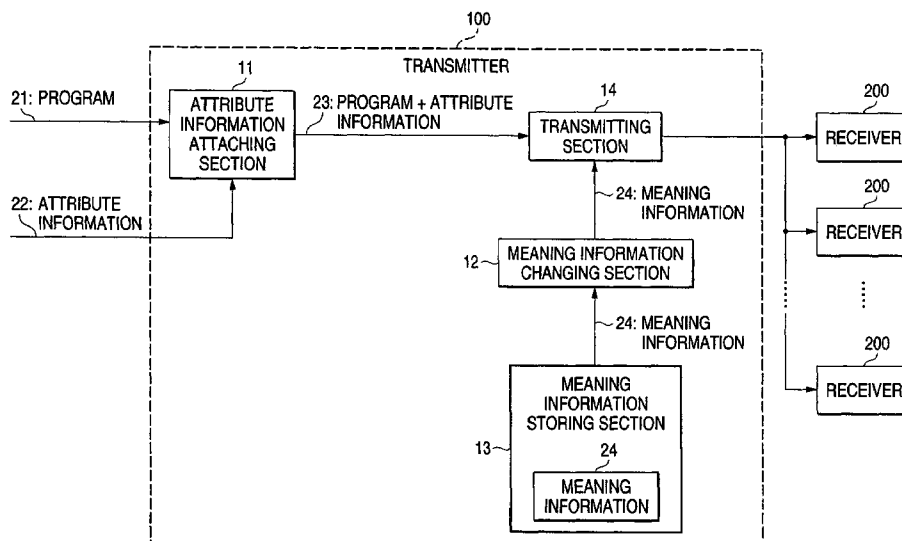 100
TRANSMITTER
21: PROGRAM
11
ATTRIBUTE
INFORMATION
ATTACHING
SECTION
23: PROGRAM + ATTRIBUTE
INFORMATION
14
TRANSMITTING
SECTION
200
RECEIVER
22: ATTRIBUTE
INFORMATION
24: MEANING
INFORMATION
200
RECEIVER
12
MEANING INFORMATION
CHANGING SECTION
24: MEANING
INFORMATION
200
RECEIVER
13
MEANING
INFORMATION
STORING SECTION
24
MEANING
INFORMATION